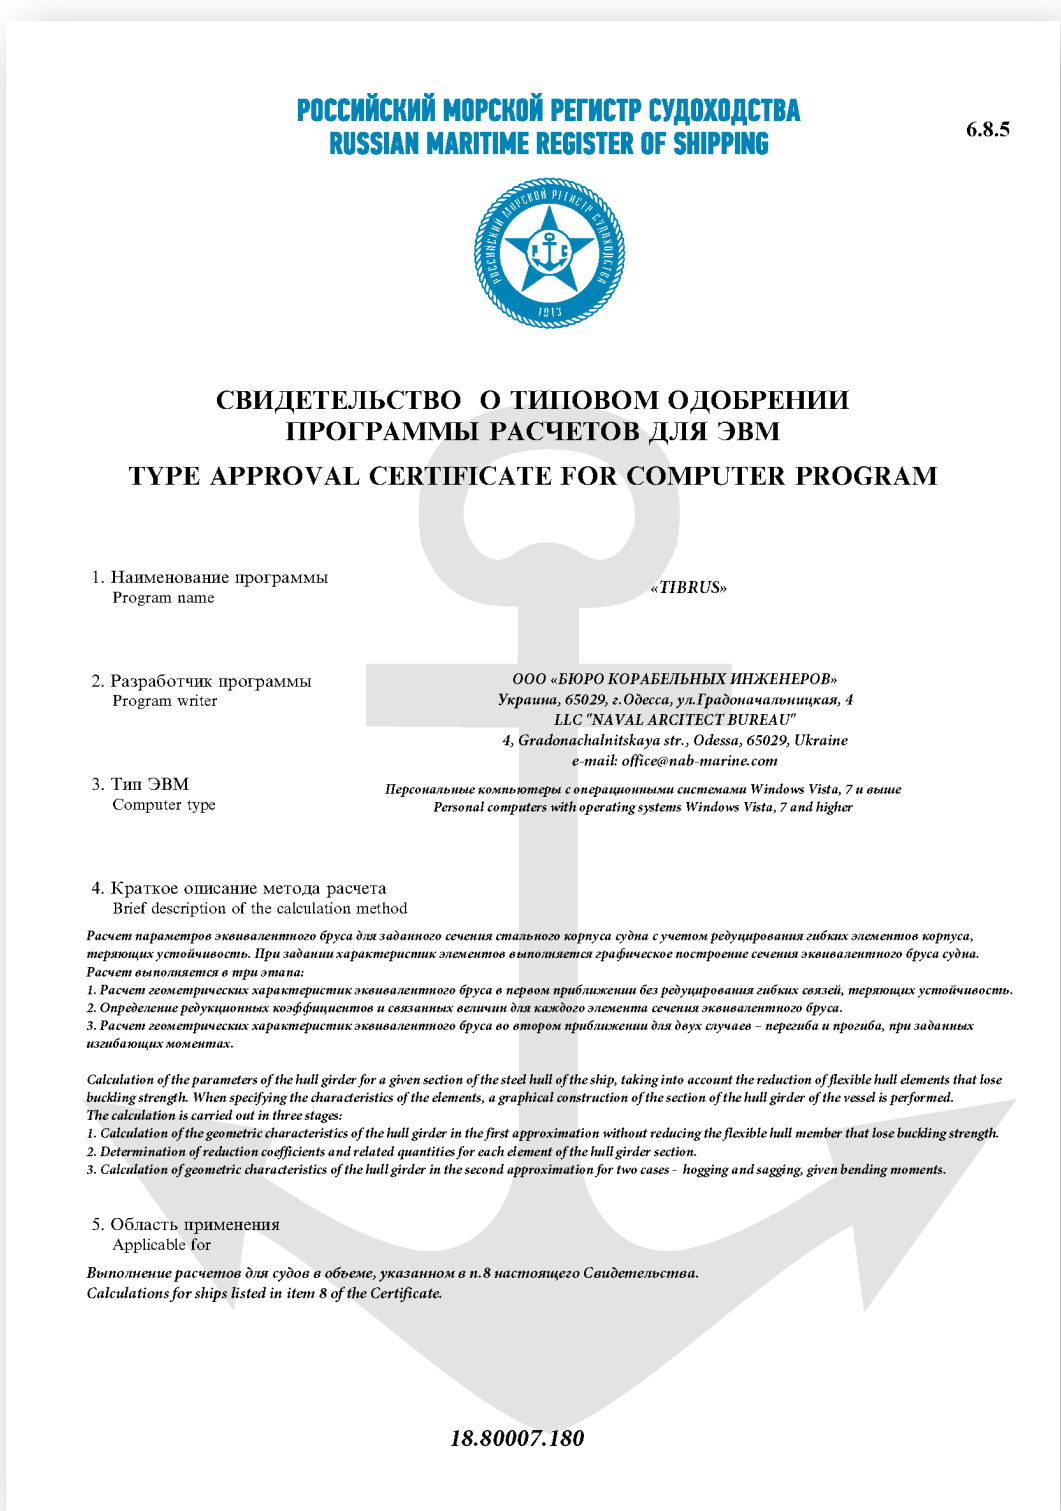 РОССИЙСКИЙ МОРСКОЙ РЕГИСТР СУДОХОДСТВА
RUSSIAN MARITIME REGISTER OF SHIPPING
6.8.5
РОССИЙСКИЙ МОРСКОЙ РЕГИСТР СУДОХОДСТВА
Р С
1913
СВИДЕТЕЛЬСТВО О ТИПОВОМ ОДОБРЕНИИ
ПРОГРАММЫ РАСЧЕТОВ ДЛЯ ЭВМ
TYPE APPROVAL CERTIFICATE FOR COMPUTER PROGRAM
1. Наименование программы
Program name
«TIBRUS»
2. Разработчик программы
Program writer
ООО «БЮРО КОРАБЕЛЬНЫХ ИНЖЕНЕРОВ»
Украина, 65029, г.Одесса, ул.Градоначальницкая, 4
LLC "NAVAL ARCITECT BUREAU"
4, Gradonachalnitskaya str., Odessa, 65029, Ukraine
e-mail: office@nab-marine.com
3. Тип ЭВМ
Computer type
Персональные компьютеры с операционными системами Windows Vista, 7 и выше
Personal computers with operating systems Windows Vista, 7 and higher
4. Краткое описание метода расчета
Brief description of the calculation method
Расчет параметров эквивалентного бруса для заданного сечения стального корпуса судна с учетом редуцирования гибких элементов корпуса,
теряющих устойчивость. При задании характеристик элементов выполняется графическое построение сечения эквивалентного бруса судна.
Расчет выполняется в три этапа:
1. Расчет геометрических характеристик эквивалентного бруса в первом приближении без редуцирования гибких связей, теряющих устойчивость.
2. Определение редукционных коэффициентов и связанных величин для каждого элемента сечения эквивалентного бруса.
3. Расчет геометрических характеристик эквивалентного бруса во втором приближении для двух случаев – перегиба и прогиба, при заданных
изгибающих моментах.
Calculation of the parameters of the hull girder for a given section of the steel hull of the ship, taking into account the reduction of flexible hull elements that lose
buckling strength. When specifying the characteristics of the elements, a graphical construction of the section of the hull girder of the vessel is performed.
The calculation is carried out in three stages:
1. Calculation of the geometric characteristics of the hull girder in the first approximation without reducing the flexible hull member that lose buckling strength.
2. Determination of reduction coefficients and related quantities for each element of the hull girder section.
3. Calculation of geometric characteristics of the hull girder in the second approximation for two cases - hogging and sagging, given bending moments.
5. Область применения
Applicable for
Выполнение расчетов для судов в объеме, указанном в п.8 настоящего Свидетельства.
Calculations for ships listed in item 8 of the Certificate.
18.80007.180